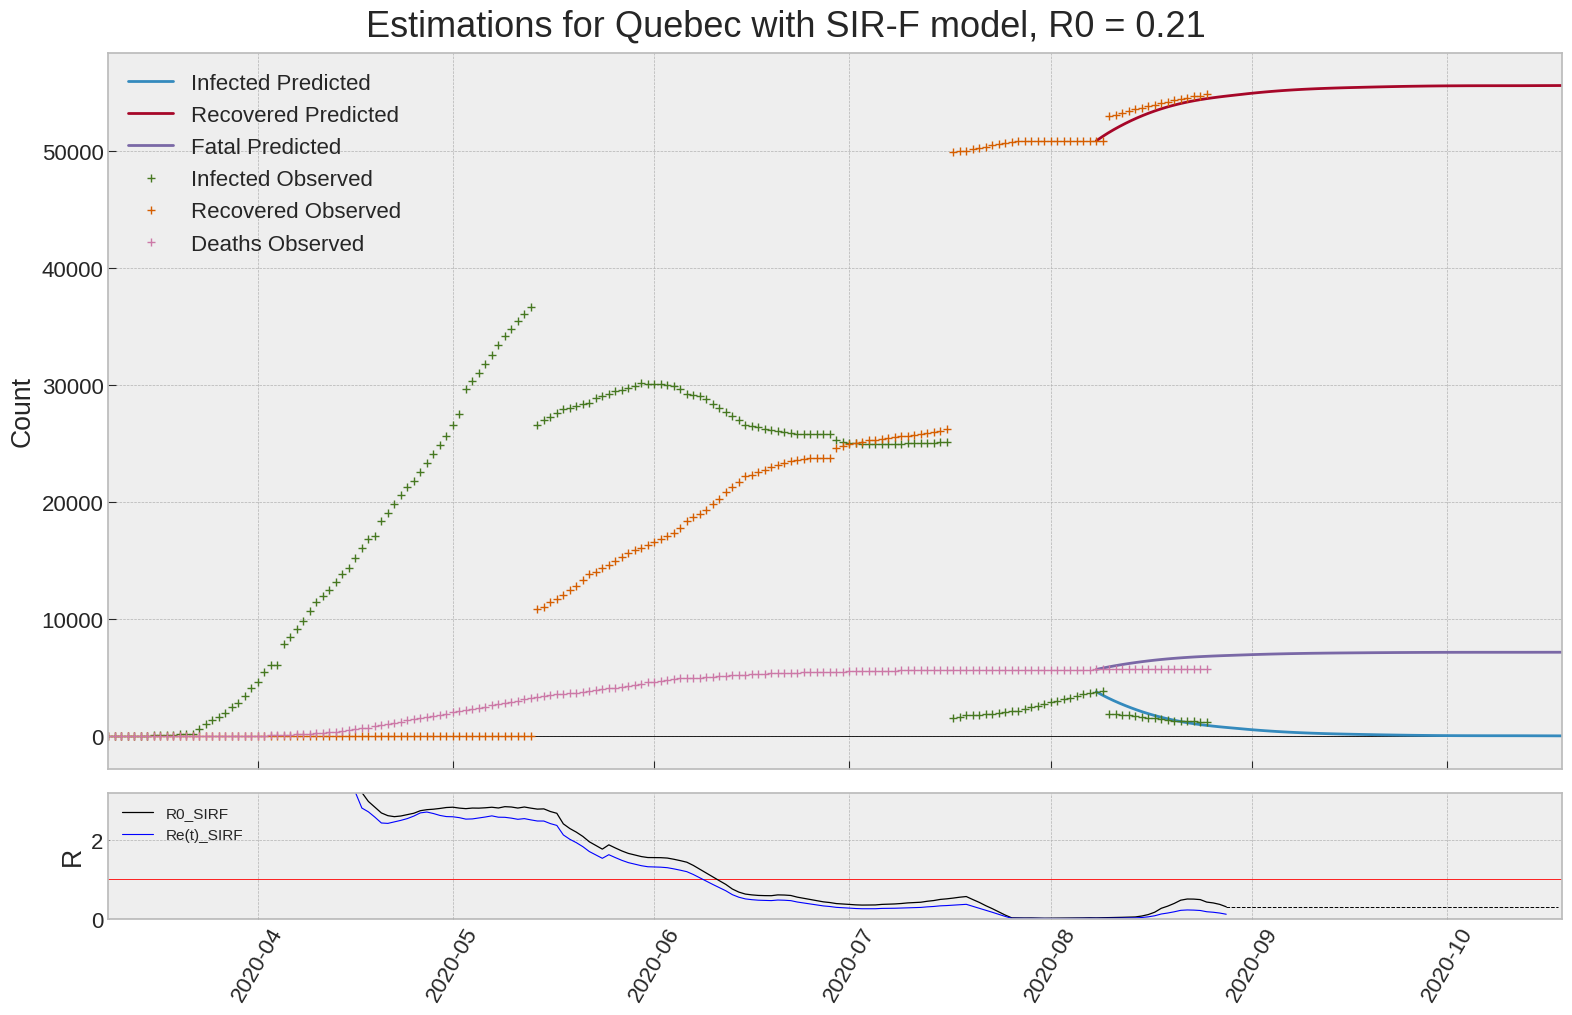 Estimations for Quebec with SIR-F model, R0 = 0.21
Infected Predicted
Recovered Predicted
Fatal Predicted
Infected Observed
Recovered Observed
Deaths Observed
Count
50000
40000
30000
20000
10000
0
R0_SIRF
Re(t)_SIRF
R
2
0
2020-04
2020-05
2020-06
2020-07
2020-08
2020-09
2020-10